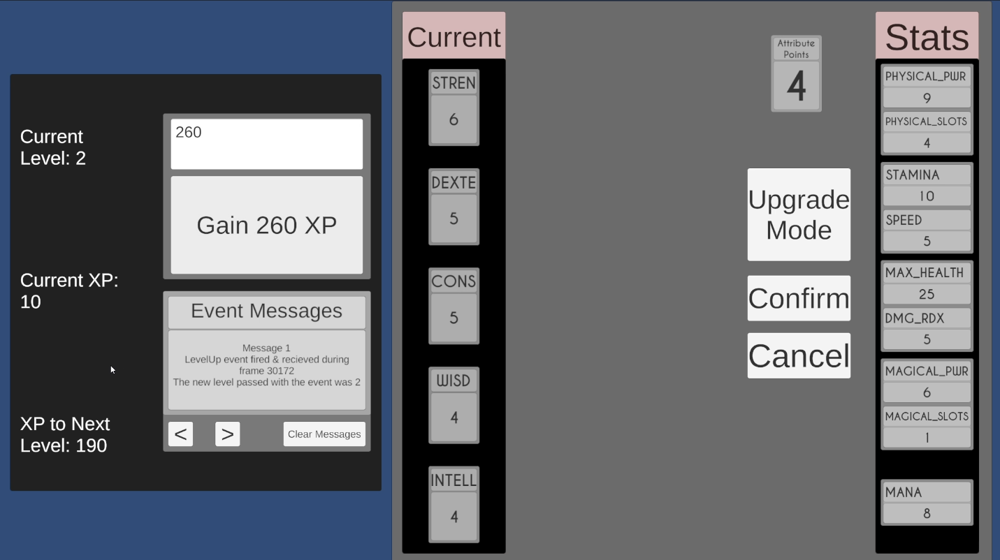 Current
Level: 2
260
Gain 260 XP
Current XP:
10
Event Messages
Message 1
LevelUp event fired & recieved during
frame 30172
The new level passed with the event was 2
XP to Next
Level: 190
<
>
Clear Messages
Current
STREN
6
DEXTE
5
CONS
5
WISD
4
INTELL
4
Attribute
Points
4
Upgrade
Mode
Confirm
Cancel
Stats
PHYSICAL_PWR
9
PHYSICAL_SLOTS
4
STAMINA
10
SPEED
5
MAX_HEALTH
25
DMG_RDX
5
MAGICAL_PWR
6
MAGICAL_SLOTS
1
MANA
8